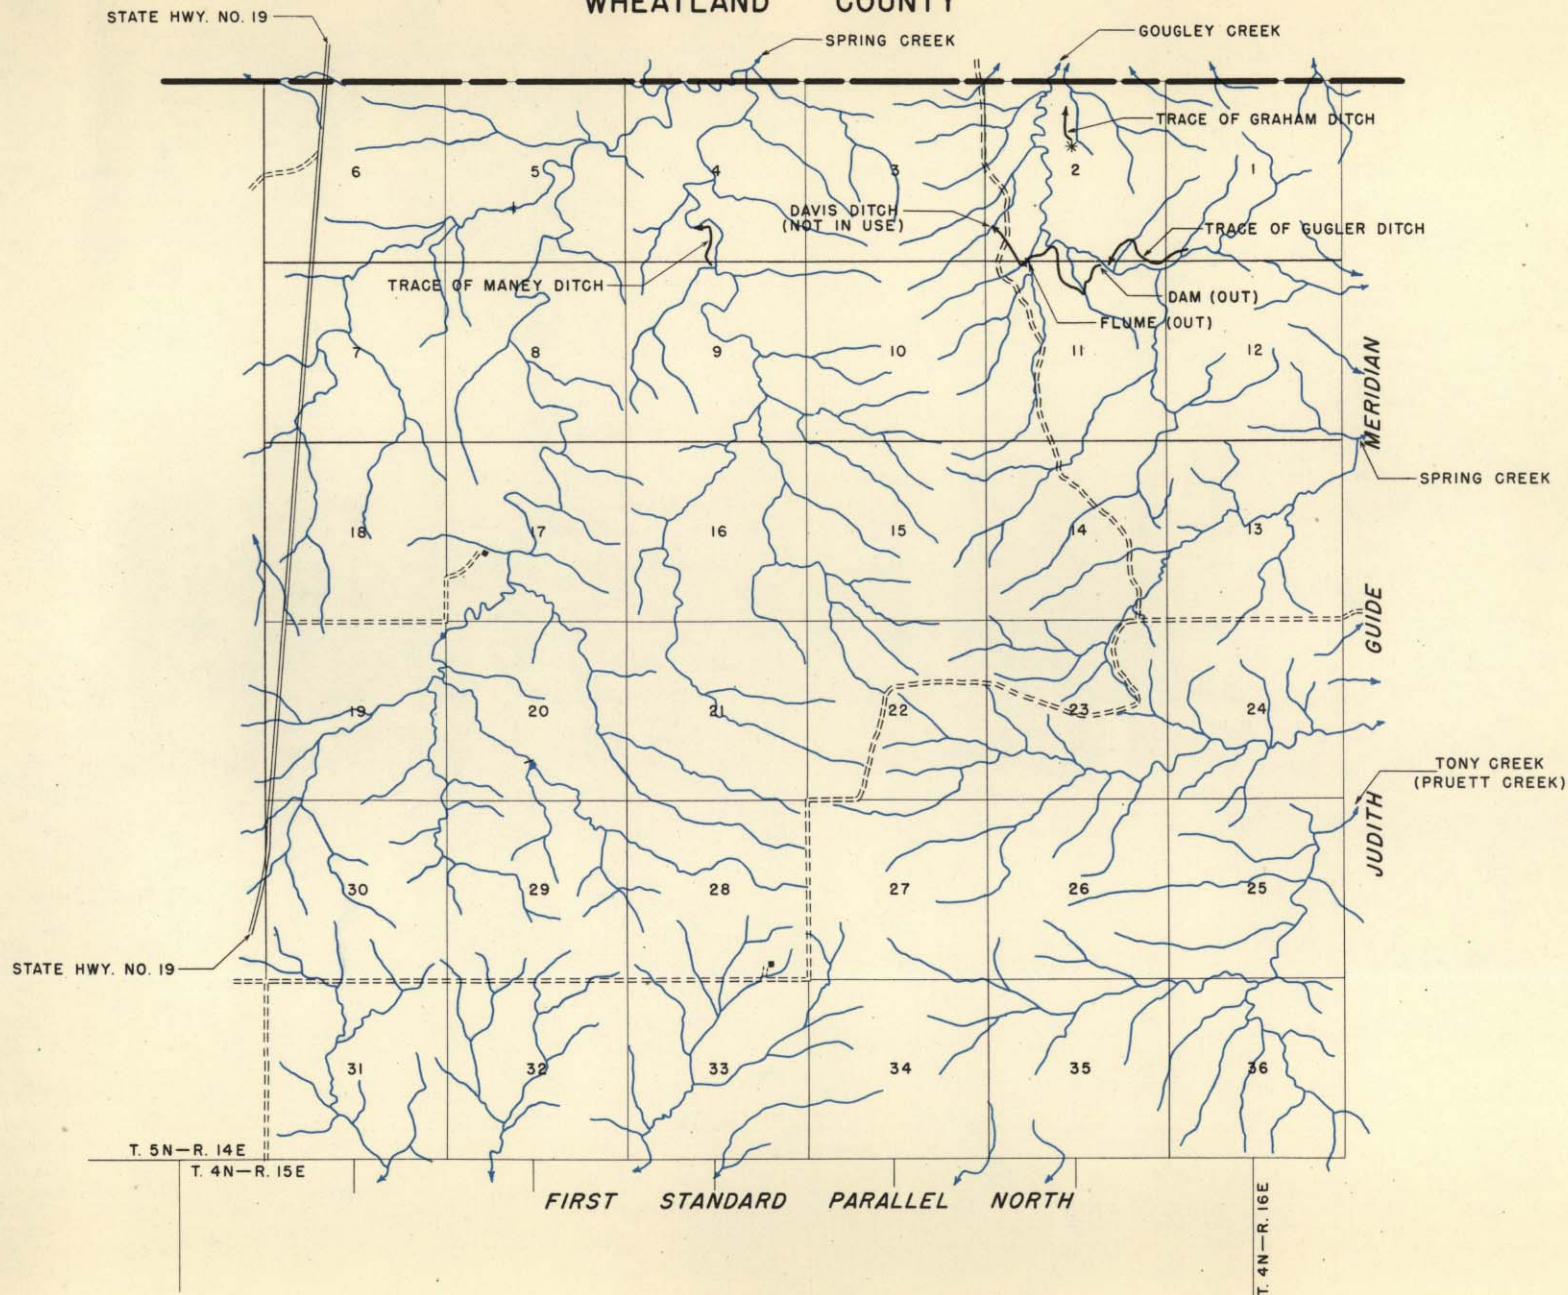 WHEATLAND COUNTY
STATE HWY. NO. 19
SPRING CREEK
GOUGLEY CREEK
TRACE OF GRAHAM DITCH
6
5
4
3
2
1
DAVIS DITCH
(NOT IN USE)
TRACE OF GUGLER DITCH
TRACE OF MANEY DITCH
DAM (OUT)
FLUME (OUT)
7
8
9
10
11
12
MERIDIAN
SPRING CREEK
18
17
16
15
14
13
GUIDE
19
20
21
22
23
24
TONY CREEK
(PRUETT CREEK)
JUDITH
30
29
28
27
26
25
STATE HWY. NO. 19
31
32
33
34
35
36
T. 5N—R. 14E
T. 4N—R. 15E
FIRST STANDARD PARALLEL NORTH
T. 4N—R. 16E